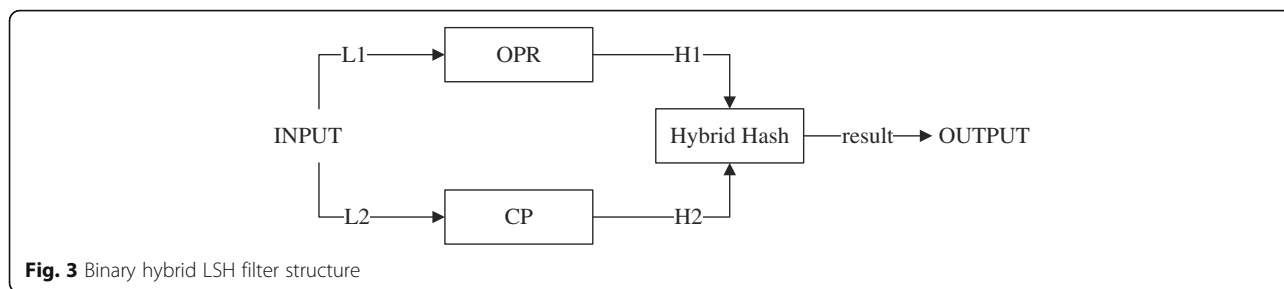 L1
OPR
H1
INPUT
Hybrid Hash
result
OUTPUT
L2
CP
H2
Fig. 3 Binary hybrid LSH filter structure